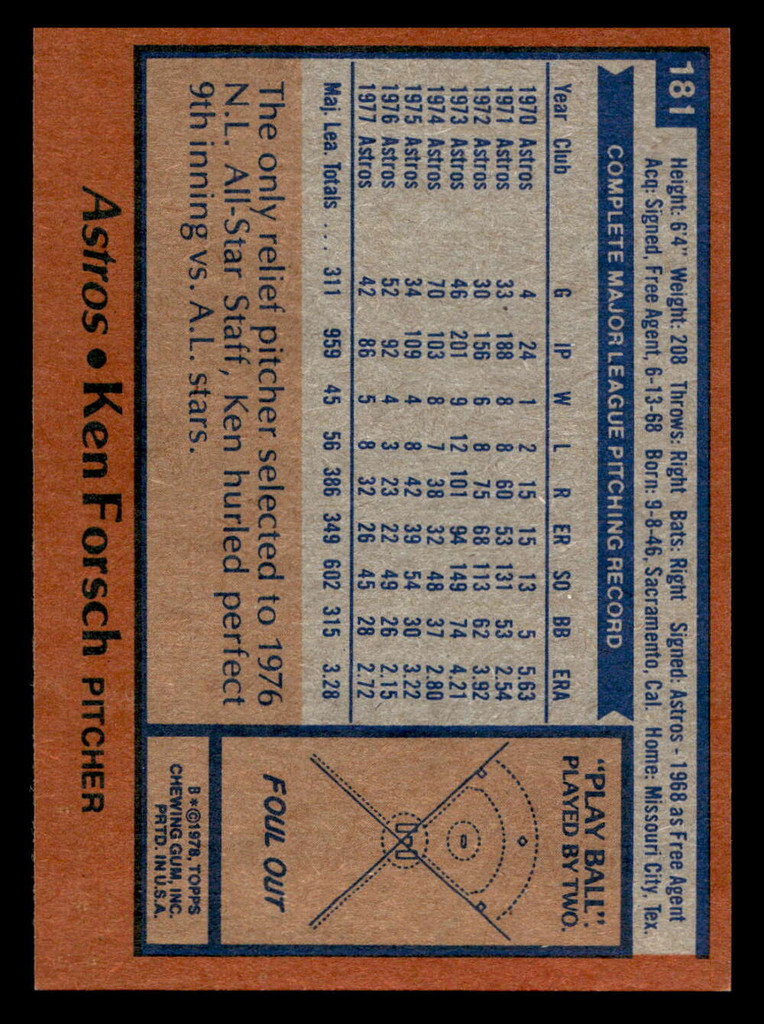 181
Height: 6'4" Weight: 208 Throws: Right Bats: Right Signed: Astros - 1968 as Free Agent
Acq: Signed, Free Agent, 6-13-68 Born: 9-8-46, Sacramento, Cal. Home: Missouri City, Tex.
COMPLETE MAJOR LEAGUE PITCHING RECORD
Year Club G IP W L R ER SO BB ERA
1970 Astros 4 24 1 2 15 15 13 5 5.63
1971 Astros 33 188 8 8 60 53 131 53 2.54
1972 Astros 30 156 6 8 75 68 113 62 3.92
1973 Astros 46 201 9 12 101 94 149 74 4.21
1974 Astros 70 103 8 7 38 32 48 37 2.80
1975 Astros 34 109 4 8 42 39 54 30 3.22
1976 Astros 52 92 4 3 23 22 49 26 2.15
1977 Astros 42 86 5 8 32 26 45 28 2.72
Maj. Lea. Totals ... 311 959 45 56 386 349 602 315 3.28
The only relief pitcher selected to 1976
N.L. All-Star Staff, Ken hurled perfect
9th inning vs. A.L. stars.
"PLAY BALL".
PLAYED BY TWO.
FOUL OUT
B*©1978, TOPPS
CHEWING GUM, INC.
PRTD. IN U.S.A.
Astros • Ken Forsch PITCHER